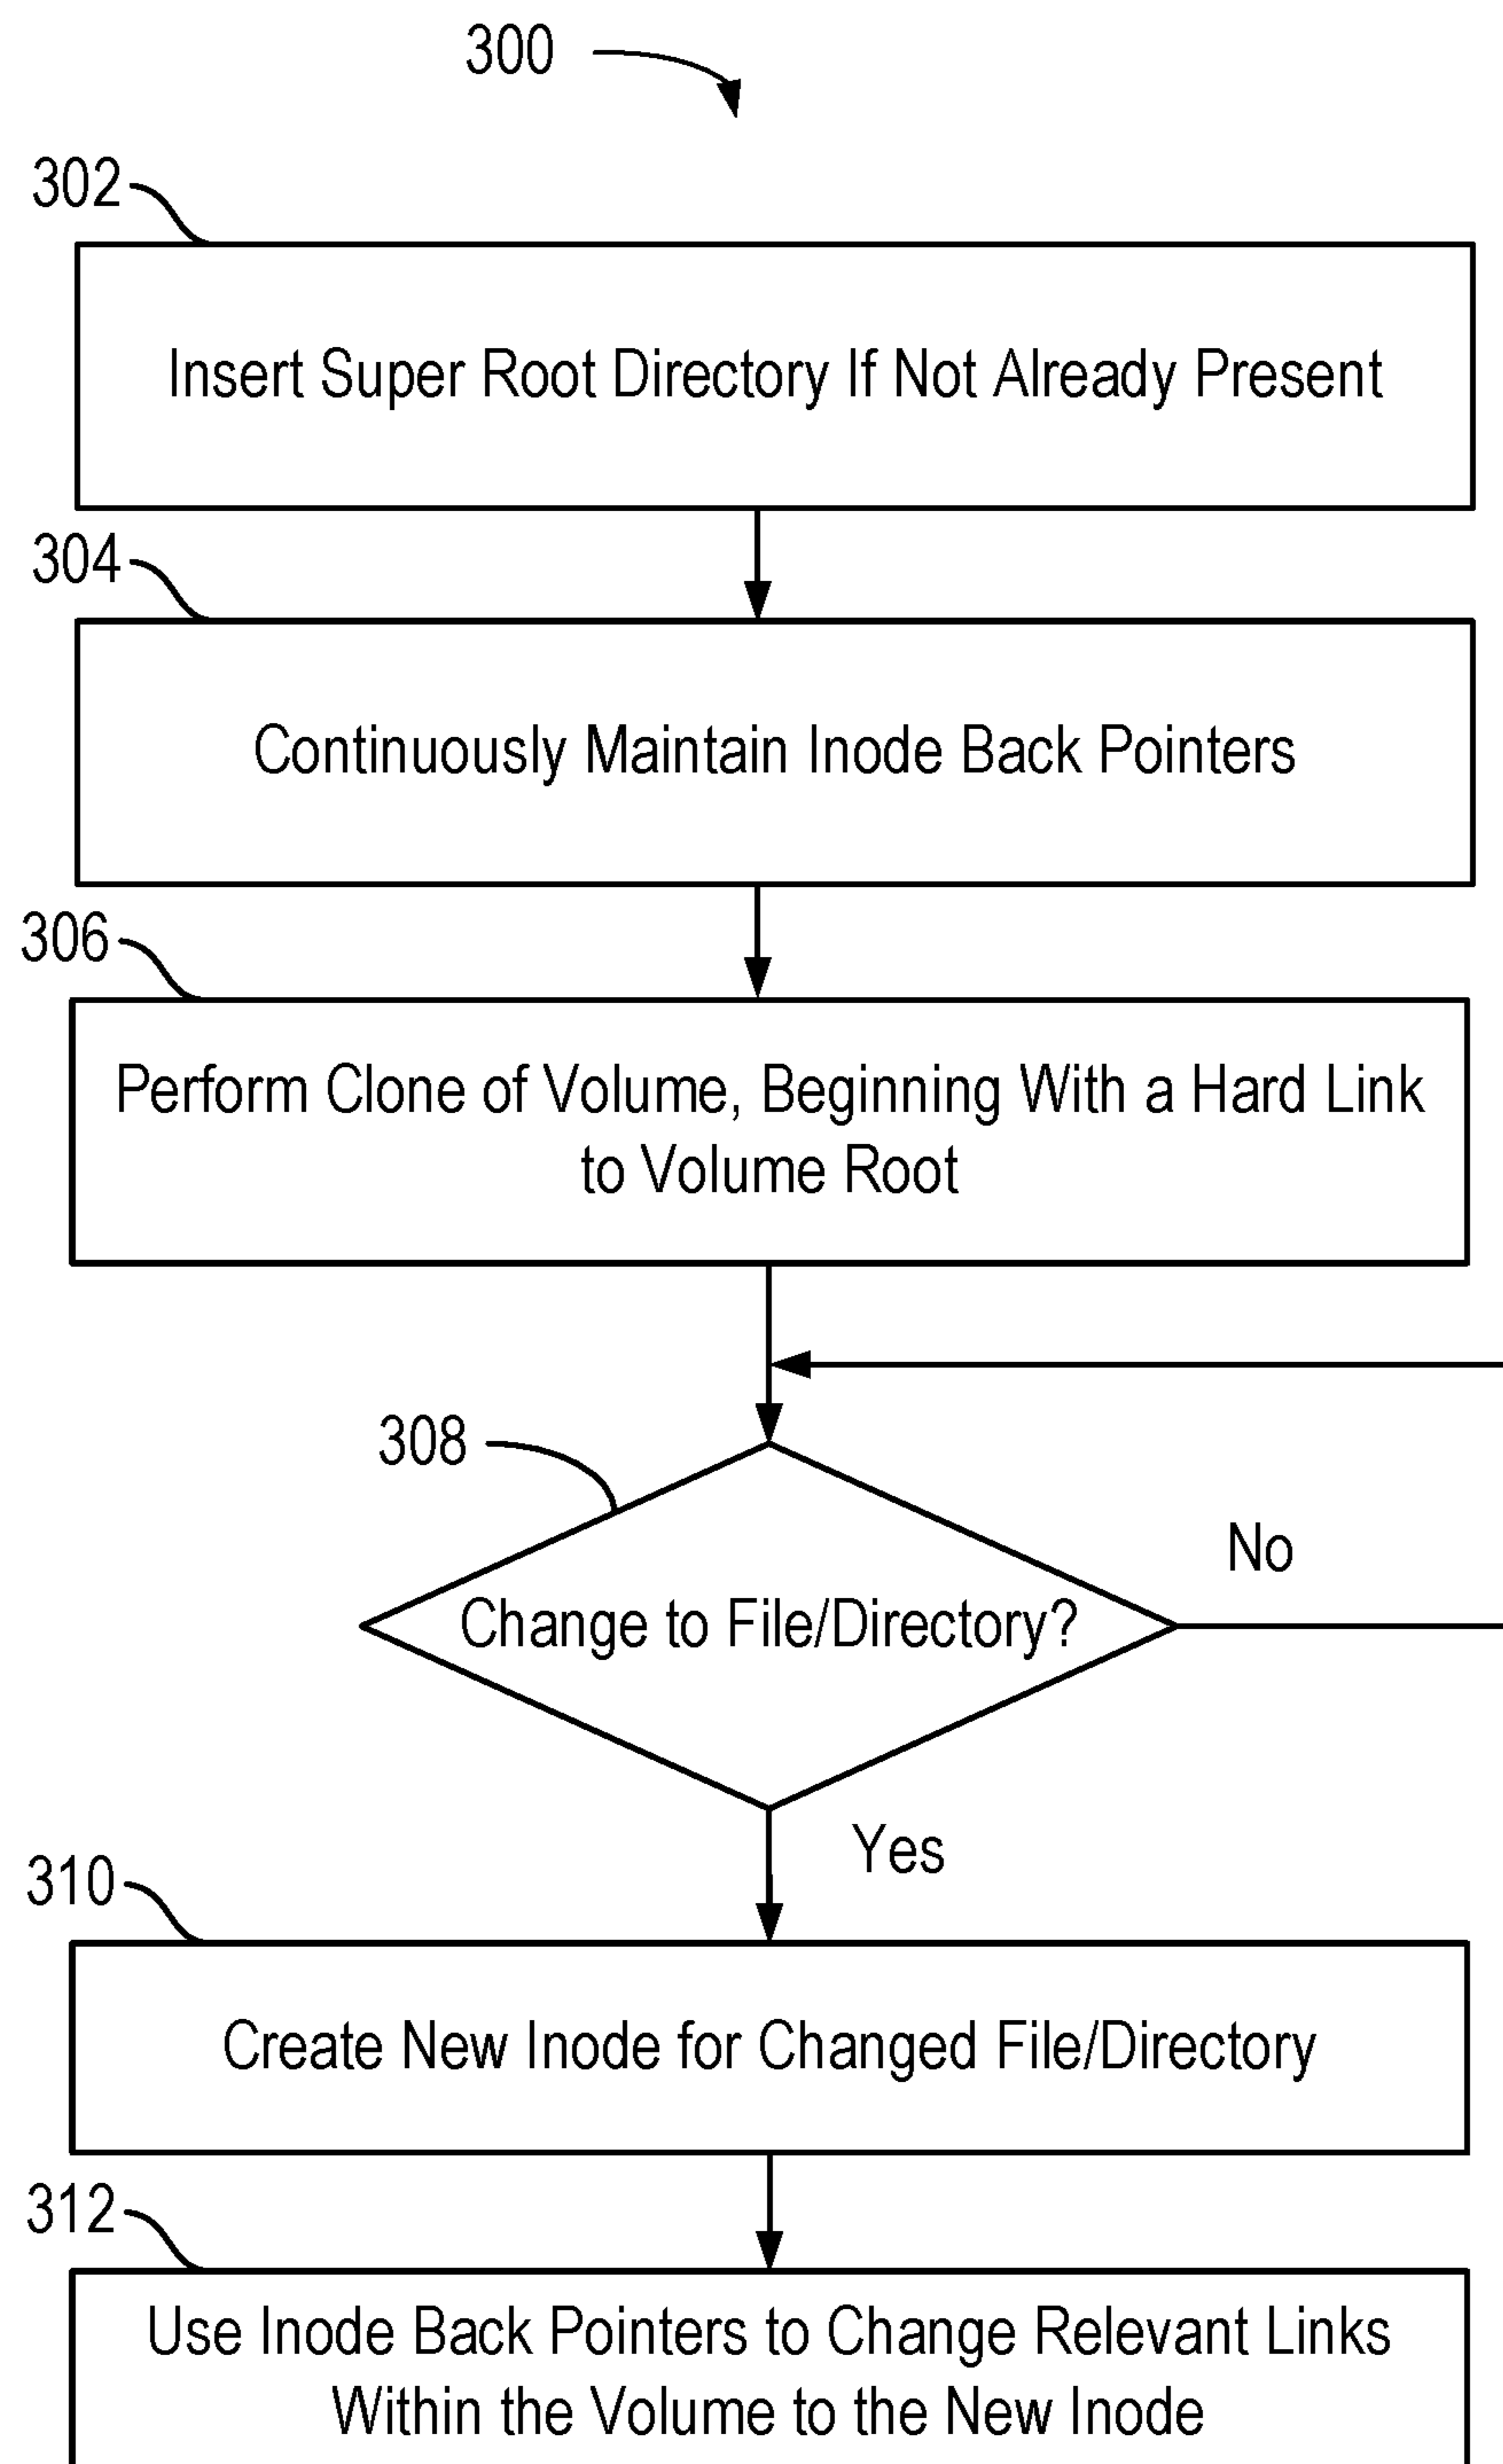 300
302
Insert Super Root Directory If Not Already Present
304
Continuously Maintain Inode Back Pointers
306
Perform Clone of Volume, Beginning With a Hard Link
to Volume Root
308
Change to File/Directory?
No
Yes
310
Create New Inode for Changed File/Directory
312
Use Inode Back Pointers to Change Relevant Links
Within the Volume to the New Inode